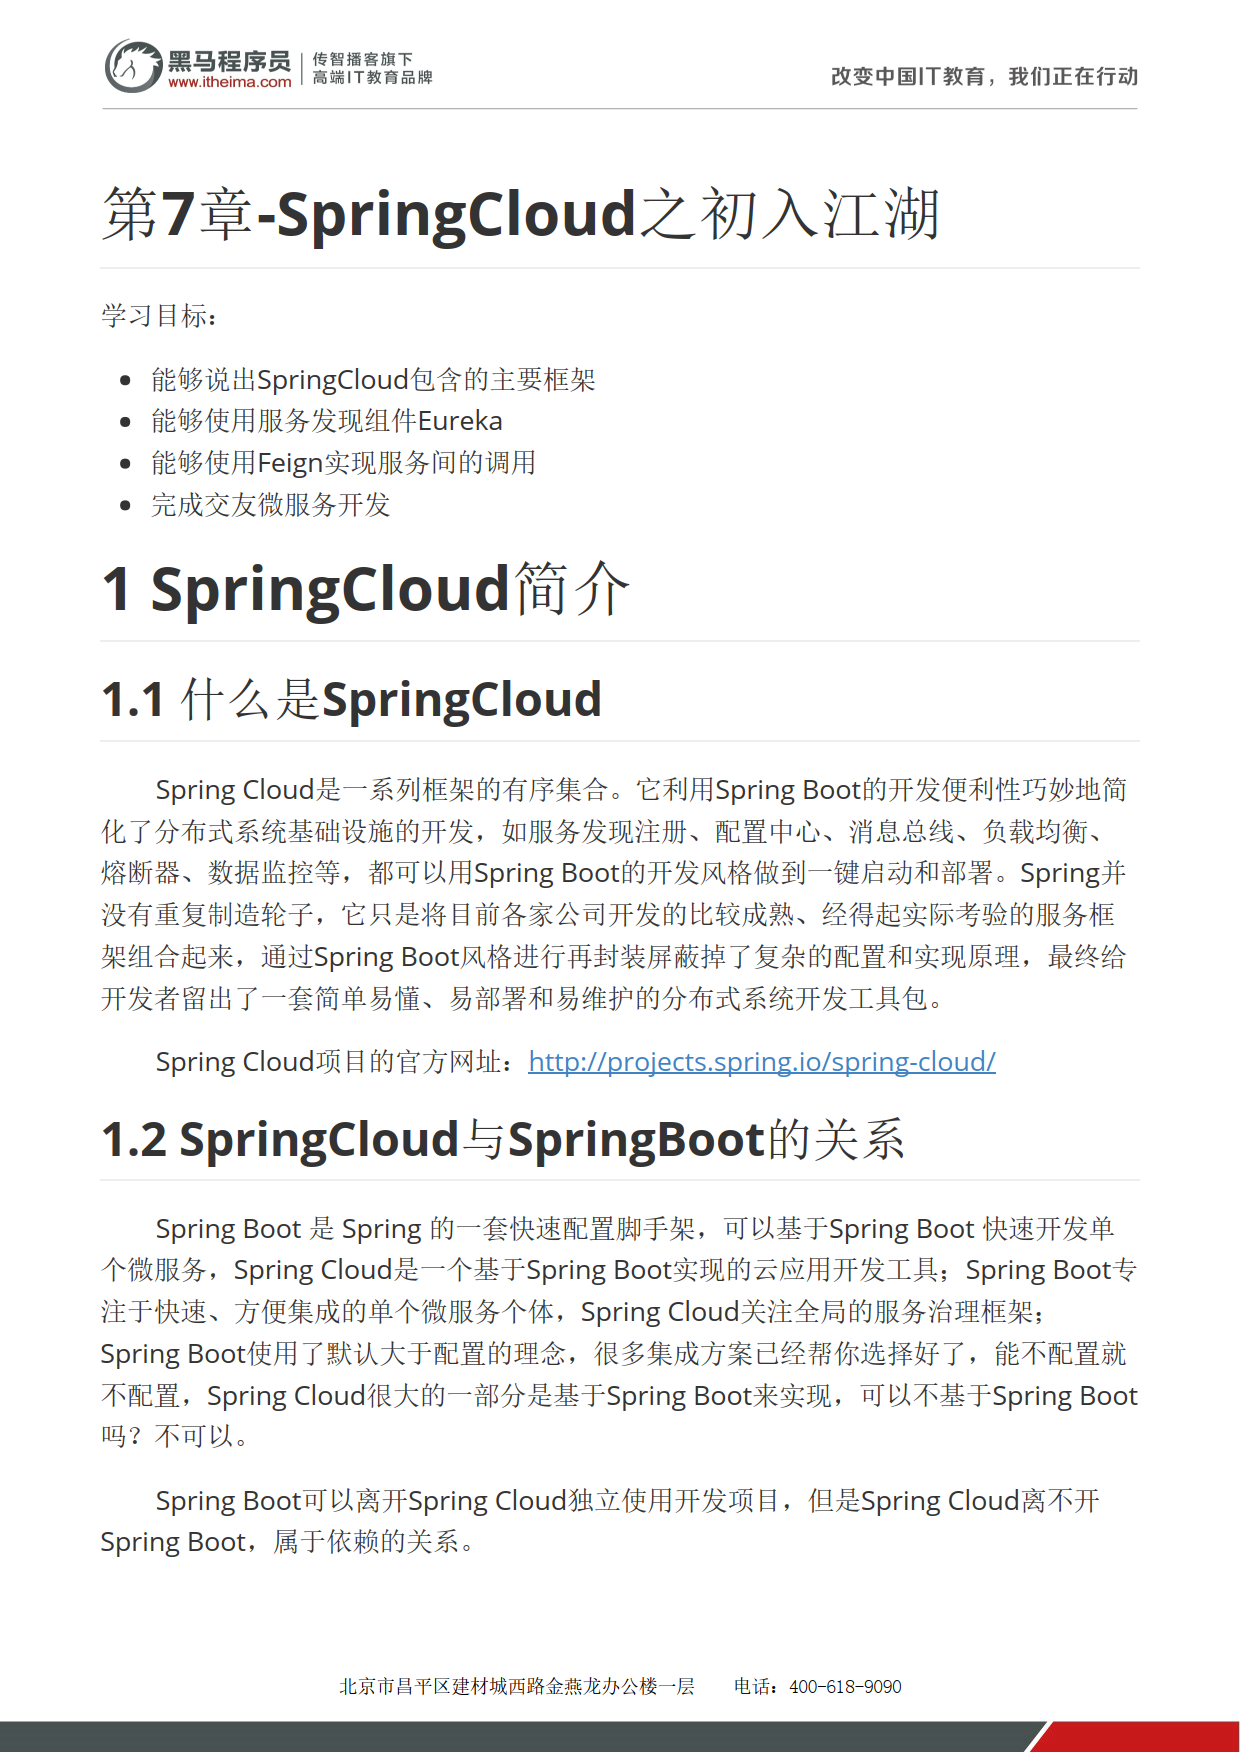 黑马程序员
www.itheima.com
传智播客旗下
高端IT教育品牌
改变中国IT教育，我们正在行动
第7章-SpringCloud之初入江湖
学习目标：
能够说出SpringCloud包含的主要框架
能够使用服务发现组件Eureka
能够使用Feign实现服务间的调用
完成交友微服务开发
1 SpringCloud简介
1.1 什么是SpringCloud
Spring Cloud是一系列框架的有序集合。它利用Spring Boot的开发便利性巧妙地简
化了分布式系统基础设施的开发，如服务发现注册、配置中心、消息总线、负载均衡、
熔断器、数据监控等，都可以用Spring Boot的开发风格做到一键启动和部署。Spring并
没有重复制造轮子，它只是将目前各家公司开发的比较成熟、经得起实际考验的服务框
架组合起来，通过Spring Boot风格进行再封装屏蔽掉了复杂的配置和实现原理，最终给
开发者留出了一套简单易懂、易部署和易维护的分布式系统开发工具包。
Spring Cloud项目的官方网址：http://projects.spring.io/spring-cloud/
1.2 SpringCloud与SpringBoot的关系
Spring Boot 是 Spring 的一套快速配置脚手架，可以基于Spring Boot 快速开发单
个微服务，Spring Cloud是一个基于Spring Boot实现的云应用开发工具；Spring Boot专
注于快速、方便集成的单个微服务个体，Spring Cloud关注全局的服务治理框架；
Spring Boot使用了默认大于配置的理念，很多集成方案已经帮你选择好了，能不配置就
不配置，Spring Cloud很大的一部分是基于Spring Boot来实现，可以不基于Spring Boot
吗？不可以。
Spring Boot可以离开Spring Cloud独立使用开发项目，但是Spring Cloud离不开
Spring Boot，属于依赖的关系。
北京市昌平区建材城西路金燕龙办公楼一层 电话：400-618-9090